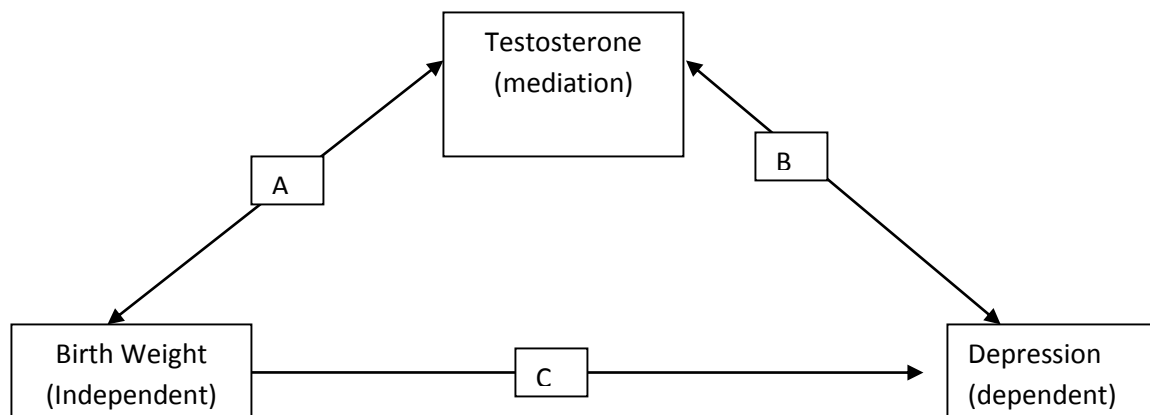 Testosterone
(mediation)
A
B
Birth Weight
(Independent)
C
Depression
(dependent)